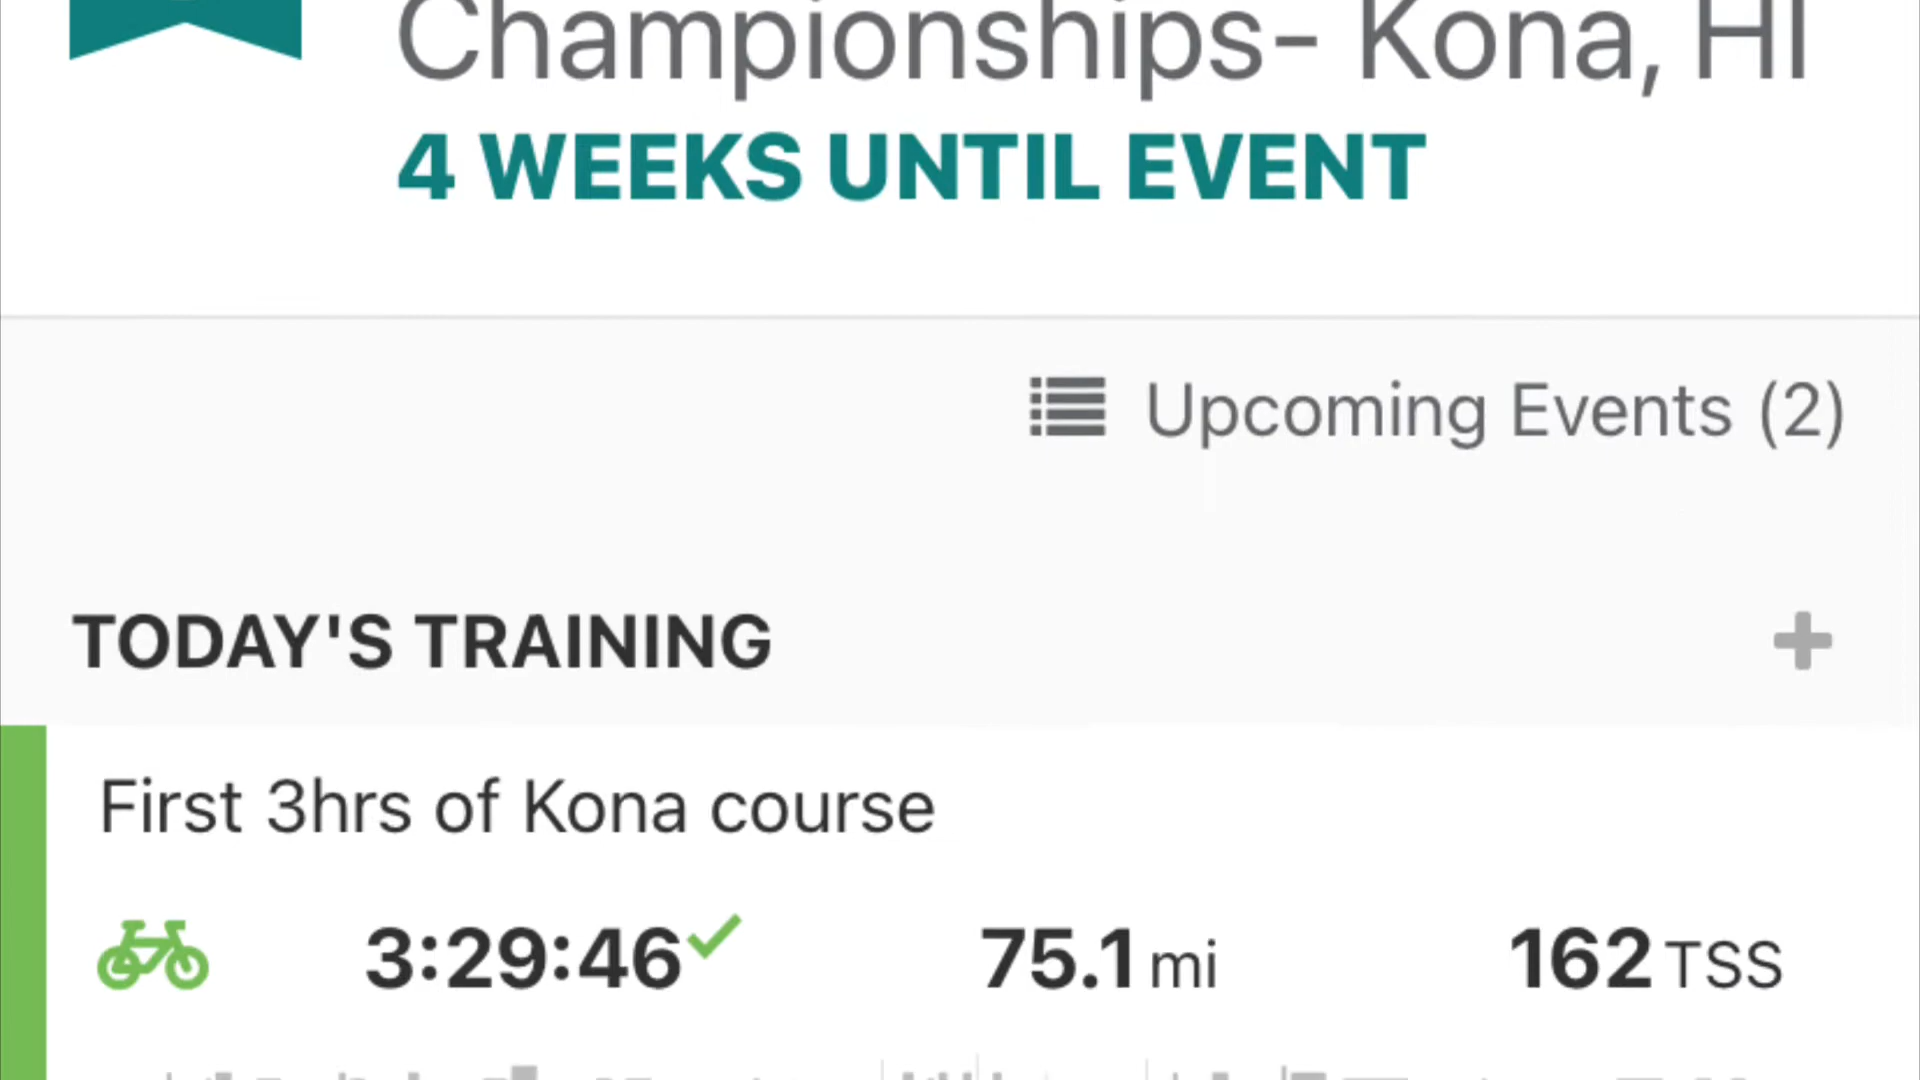 Championships- Kona, HI
4 WEEKS UNTIL EVENT
Upcoming Events (2)
TODAY'S TRAINING
First 3hrs of Kona course
3:29:46 75.1 mi 162 TSS